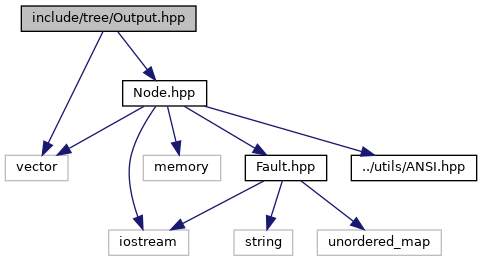 include/tree/Output.hpp
Node.hpp
vector
memory
Fault.hpp
../utils/ANSI.hpp
iostream
string
unordered_map